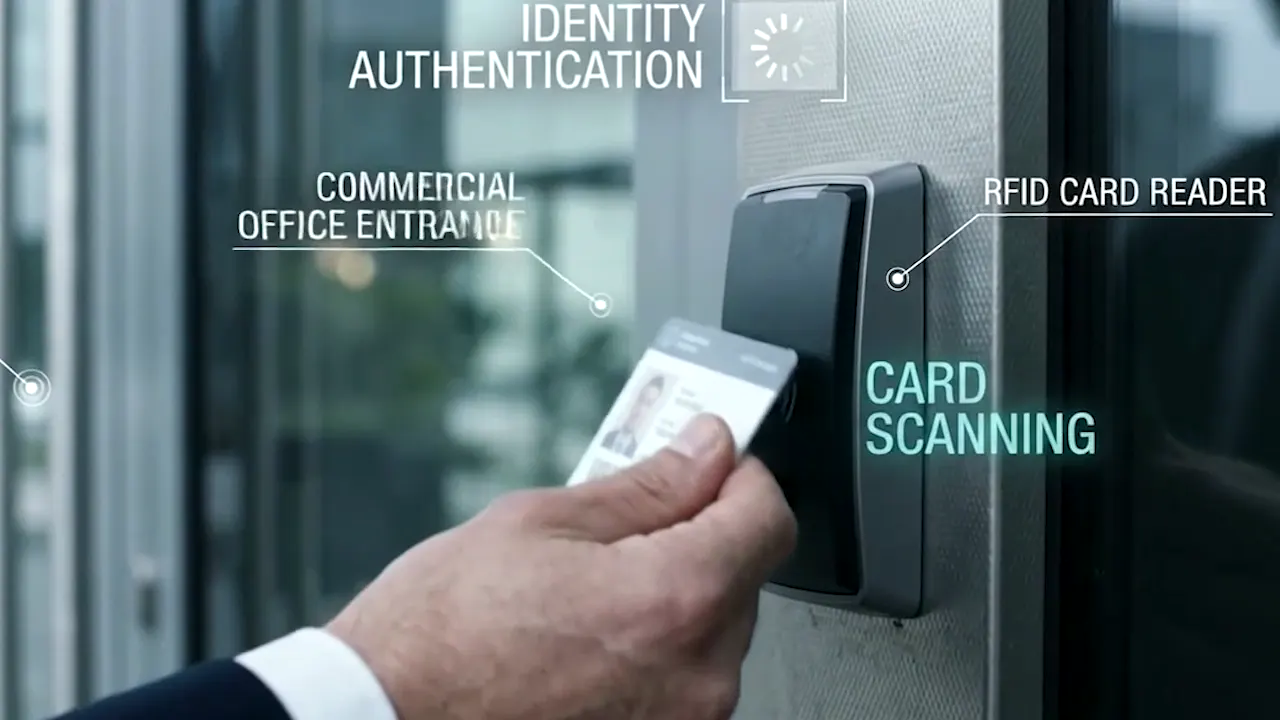 IDENTITY
AUTHENTICATION
COMMERCIAL
OFFICE ENTRANCE
RFID CARD READER
CARD
SCANNING